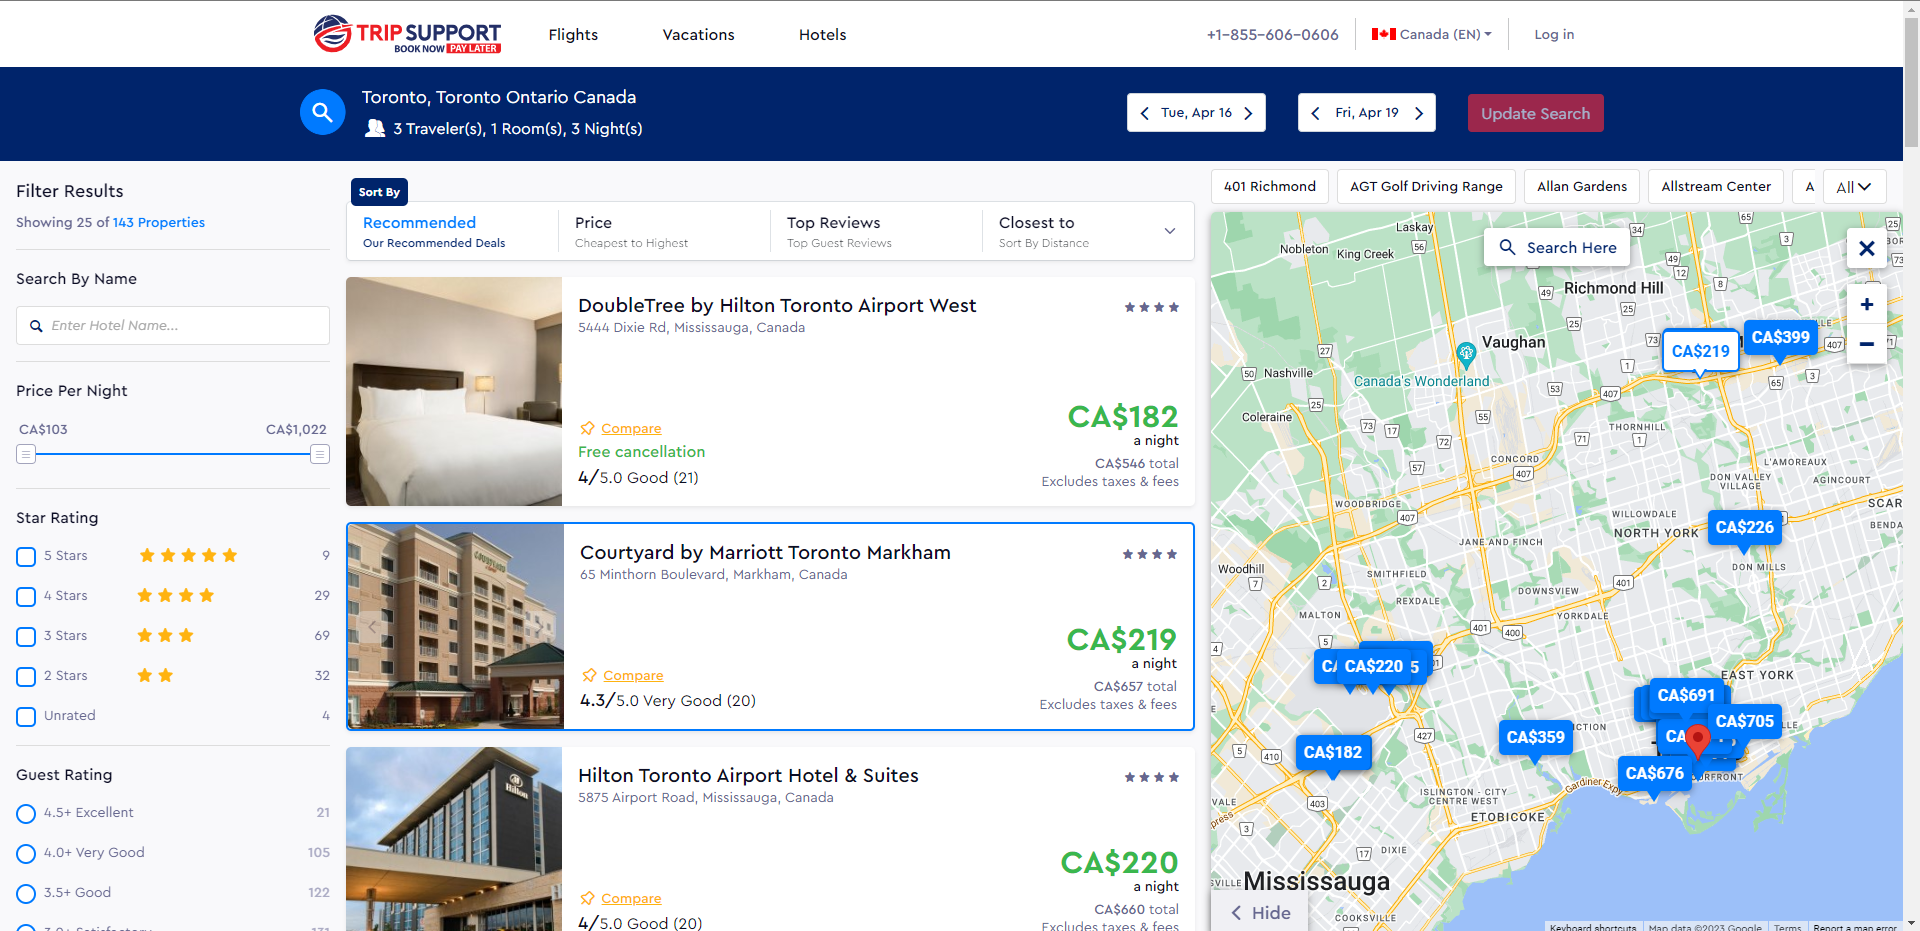 TRIP SUPPORT
BOOK NOW PAY LATER
Flights
Vacations
Hotels
+1-855-606-0606
Canada (EN)
Log in
Toronto, Toronto Ontario Canada
3 Traveler(s), 1 Room(s), 3 Night(s)
Tue, Apr 16
Fri, Apr 19
Update Search
Filter Results
Showing 25 of 143 Properties
Search By Name
Enter Hotel Name...
Price Per Night
CA$103
CA$1,022
Star Rating
5 Stars 9
4 Stars 29
3 Stars 69
2 Stars 32
Unrated 4
Guest Rating
4.5+ Excellent 21
4.0+ Very Good 105
3.5+ Good 122
Sort By
Recommended
Our Recommended Deals
Price
Cheapest to Highest
Top Reviews
Top Guest Reviews
Closest to
Sort By Distance
DoubleTree by Hilton Toronto Airport West
5444 Dixie Rd, Mississauga, Canada
Compare
Free cancellation
4/5.0 Good (21)
CA$182
a night
CA$546 total
Excludes taxes & fees
Courtyard by Marriott Toronto Markham
65 Minthorn Boulevard, Markham, Canada
COURTYARD
Compare
4.3/5.0 Very Good (20)
CA$219
a night
CA$657 total
Excludes taxes & fees
Hilton Toronto Airport Hotel & Suites
5875 Airport Road, Mississauga, Canada
Hilton
Compare
4/5.0 Good (20)
CA$220
a night
CA$660 total
Excludes taxes & fees
401 Richmond
AGT Golf Driving Range
Allan Gardens
Allstream Center
A
All
Search Here
Laskay
Nobleton
King Creek
Richmond Hill
Vaughan
Nashville
Canada's Wonderland
Coleraine
THORNHILL
CONCORD
L'AMOREAUX
DON VALLEY
VILLAGE
AGINCOURT
SCAR
WOODBRIDGE
WILLOWDALE
NORTH YORK
BENDA
JANE AND FINCH
Woodhill
SMITHFIELD
DON MILLS
DOWNSVIEW
REXDALE
MALTON
YORKDALE
EAST YORK
ISLINGTON - CITY
CENTRE WEST
ETOBICOKE
Gardiner Expy
DIXIE
Mississauga
COOKSVILLE
CA$219
CA$399
CA$226
CA$220
CA$691
CA$705
CA$359
CA$182
CA$676
Hide
Keyboard shortcuts
Map data ©2023 Google
Terms
Report a map error